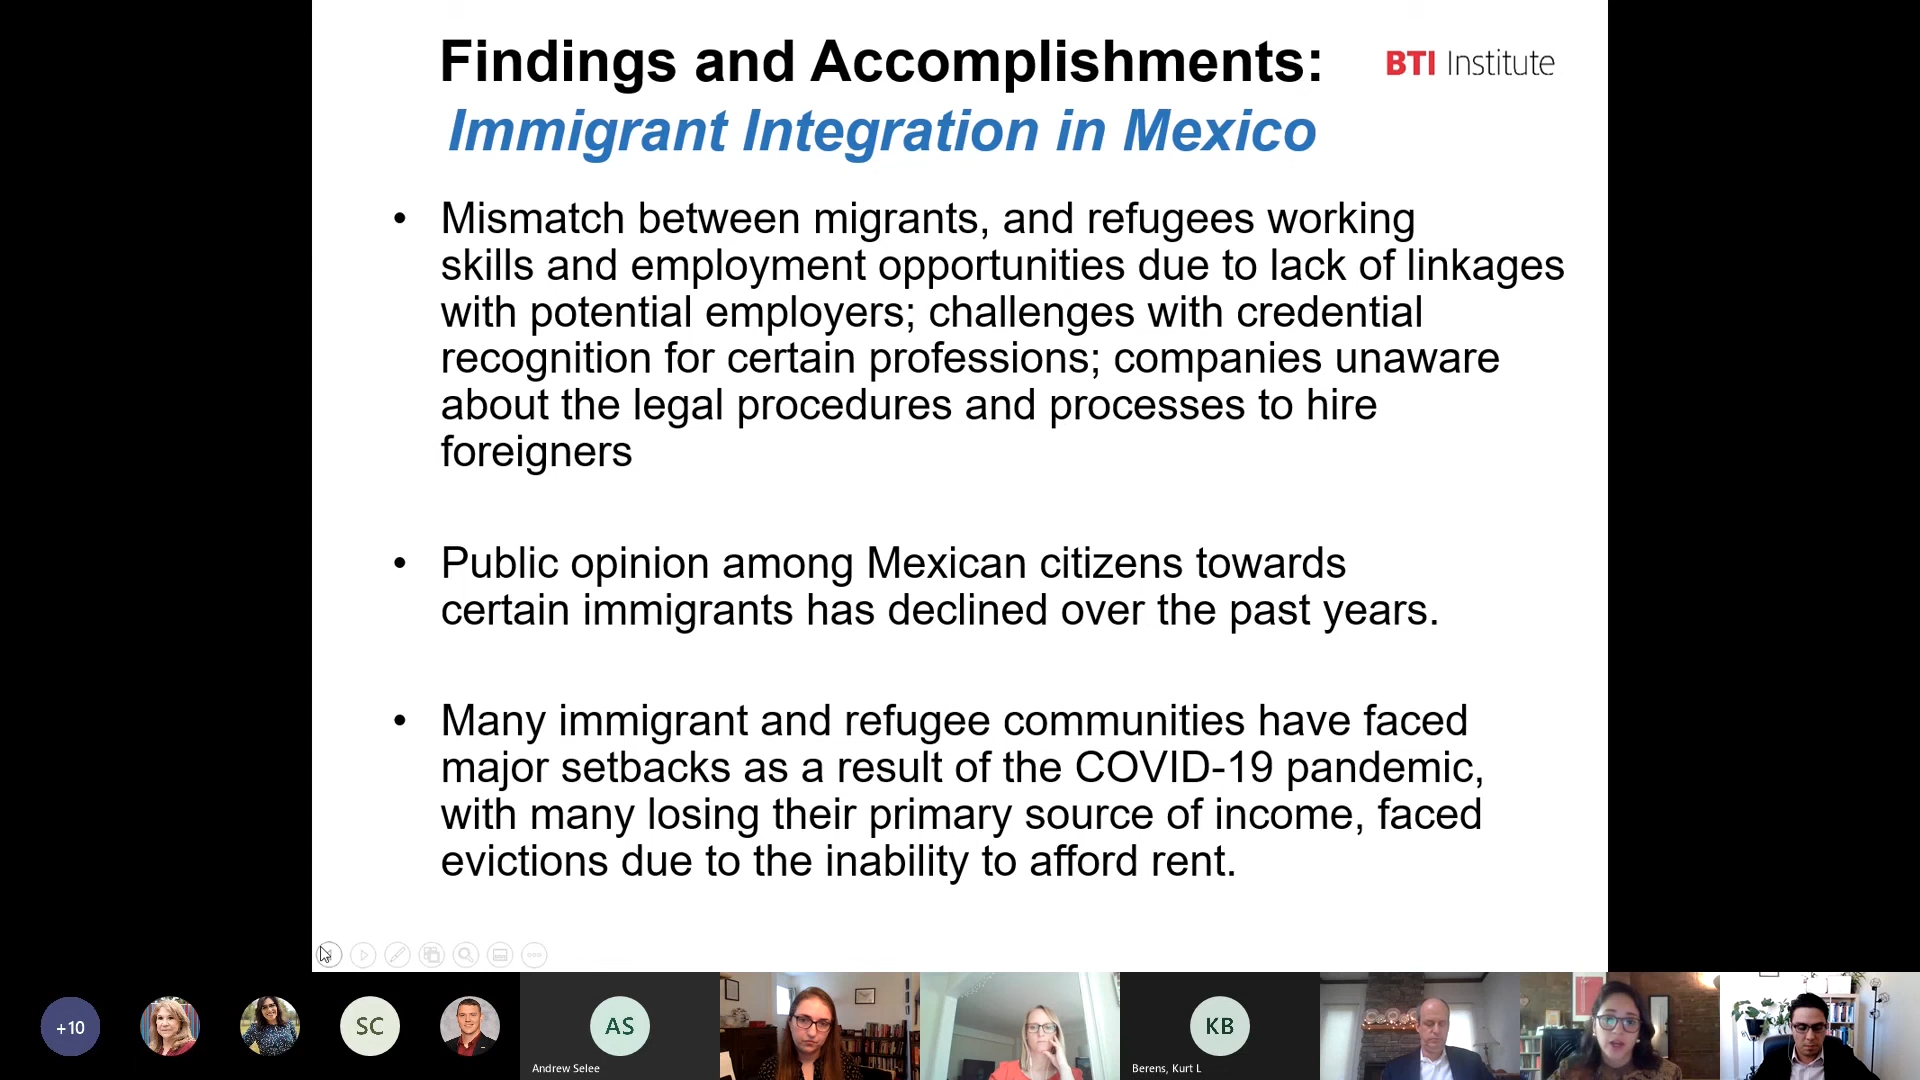 Findings and Accomplishments:
BTI Institute
Immigrant Integration in Mexico
• Mismatch between migrants, and refugees working
skills and employment opportunities due to lack of linkages
with potential employers; challenges with credential
recognition for certain professions; companies unaware
about the legal procedures and processes to hire
foreigners
• Public opinion among Mexican citizens towards
certain immigrants has declined over the past years.
• Many immigrant and refugee communities have faced
major setbacks as a result of the COVID-19 pandemic,
with many losing their primary source of income, faced
evictions due to the inability to afford rent.
+10
SC
AS
Andrew Selee
KB
Berens, Kurt L